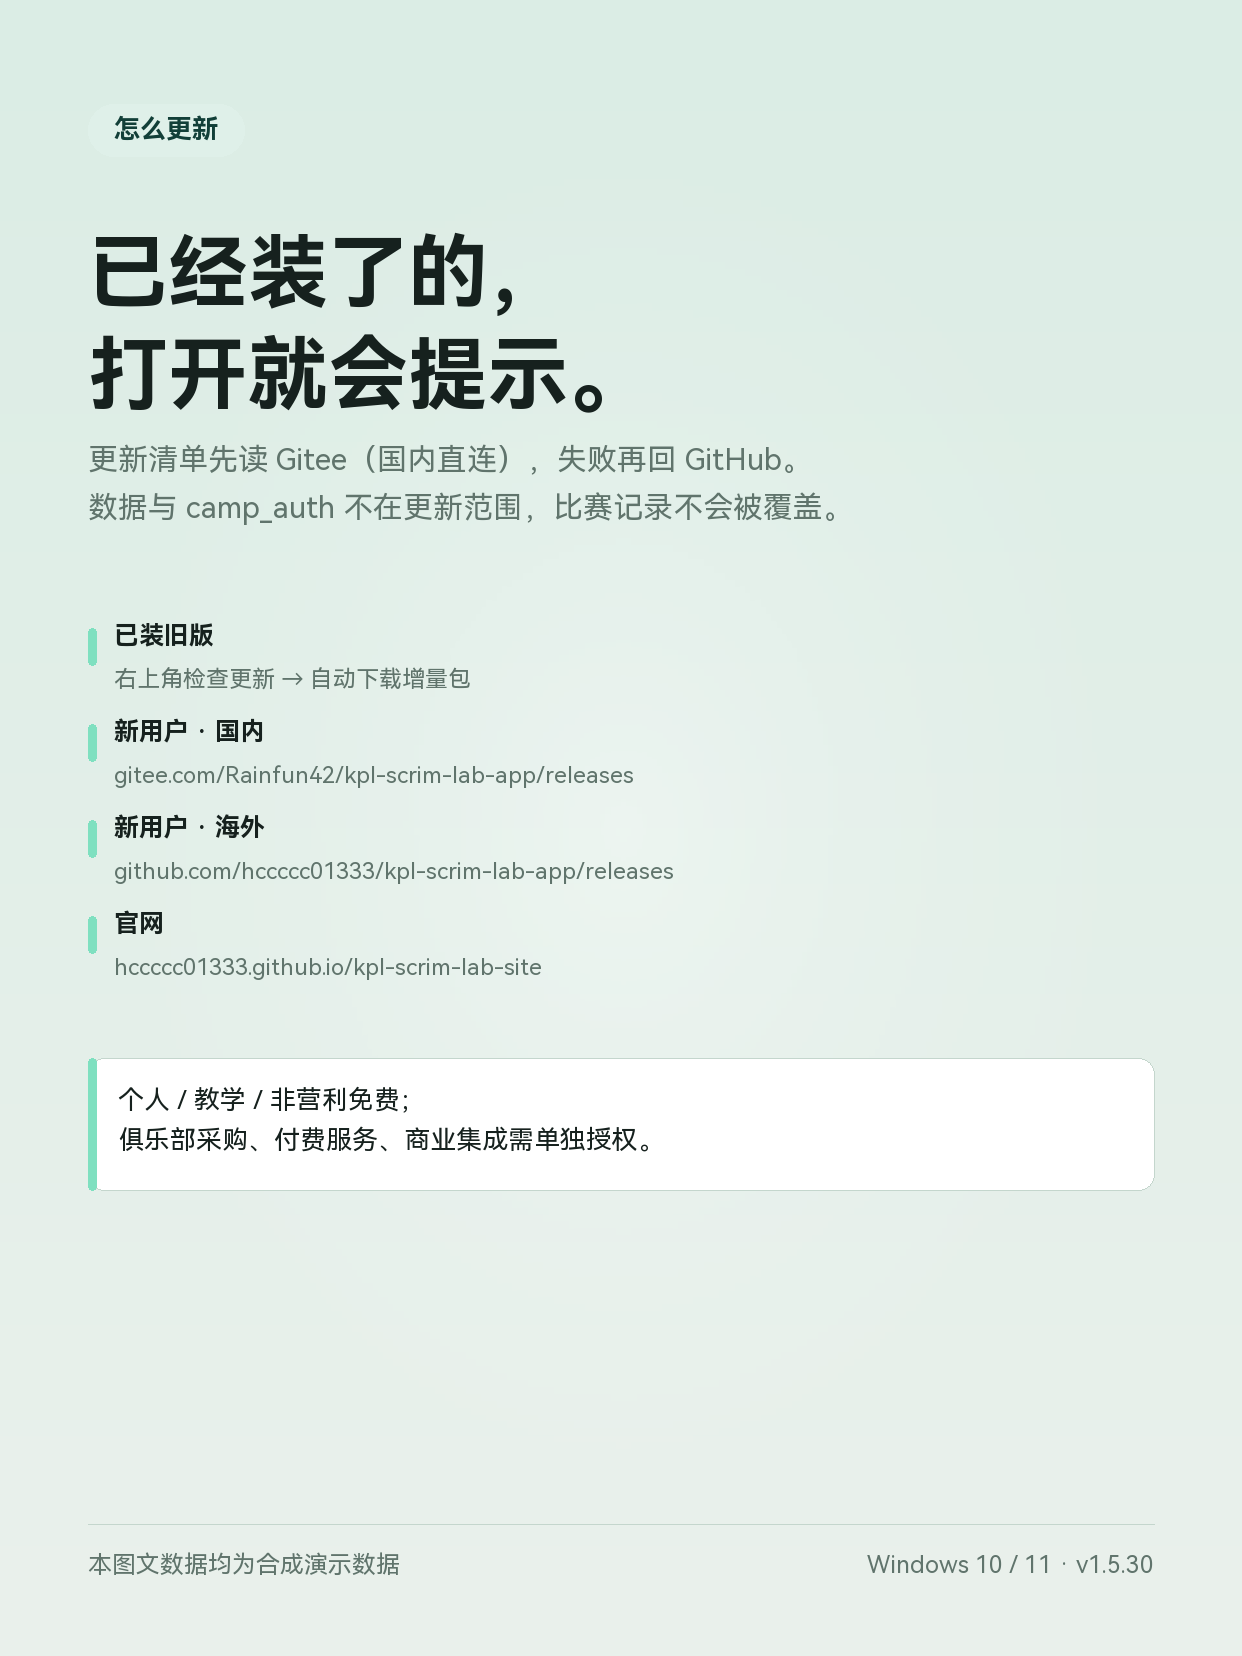 怎么更新
已经装了的，
打开就会提示。
更新清单先读 Gitee（国内直连），失败再回 GitHub。
数据与 camp_auth 不在更新范围，比赛记录不会被覆盖。
已装旧版
右上角检查更新 → 自动下载增量包
新用户 · 国内
gitee.com/Rainfun42/kpl-scrim-lab-app/releases
新用户 · 海外
github.com/hccccc01333/kpl-scrim-lab-app/releases
官网
hccccc01333.github.io/kpl-scrim-lab-site
个人 / 教学 / 非营利免费；
俱乐部采购、付费服务、商业集成需单独授权。
本图文数据均为合成演示数据
Windows 10 / 11 · v1.5.30